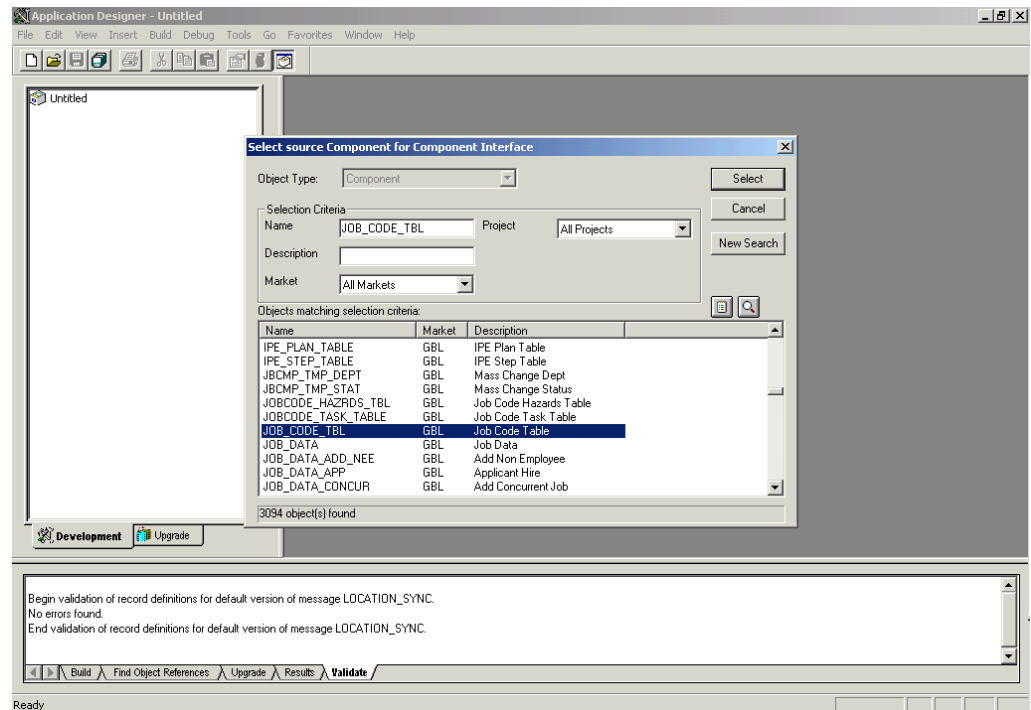 Application Designer - Untitled
File Edit View Insert Build Debug Tools Go Favorites Window Help
Untitled
Select source Component for Component Interface
Object Type: Component
Select
Selection Criteria
Cancel
Name JOB_CODE_TBL Project All Projects
New Search
Description
Market All Markets
Objects matching selection criteria:
Name Market Description
IPE_PLAN_TABLE GBL IPE Plan Table
IPE_STEP_TABLE GBL IPE Step Table
JBCMP_TMP_DEPT GBL Mass Change Dept
JBCMP_TMP_STAT GBL Mass Change Status
JOBCODE_HAZRDS_TBL GBL Job Code Hazards Table
JOBCODE_TASK_TABLE GBL Job Code Task Table
JOB_CODE_TBL GBL Job Code Table
JOB_DATA GBL Job Data
JOB_DATA_ADD_NEE GBL Add Non Employee
JOB_DATA_APP GBL Applicant Hire
JOB_DATA_CONCUR GBL Add Concurrent Job
3094 object(s) found
Development Upgrade
Begin validation of record definitions for default version of message LOCATION_SYNC.
No errors found.
End validation of record definitions for default version of message LOCATION_SYNC.
Build Find Object References Upgrade Results Validate
Ready